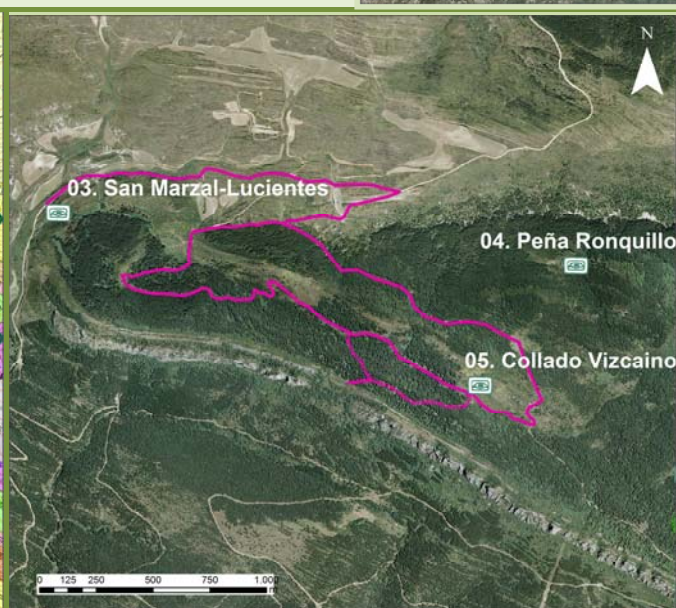 N
03. San Marzal-Lucientes
04. Peña Ronquillo
05. Collado Vizcaino
0 125 250 500 750 1.000